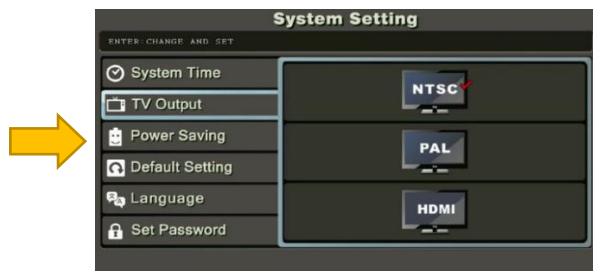 System Setting
ENTER:CHANGE AND SET
System Time
TV Output
Power Saving
Default Setting
Language
Set Password
NTSC
PAL
HDMI